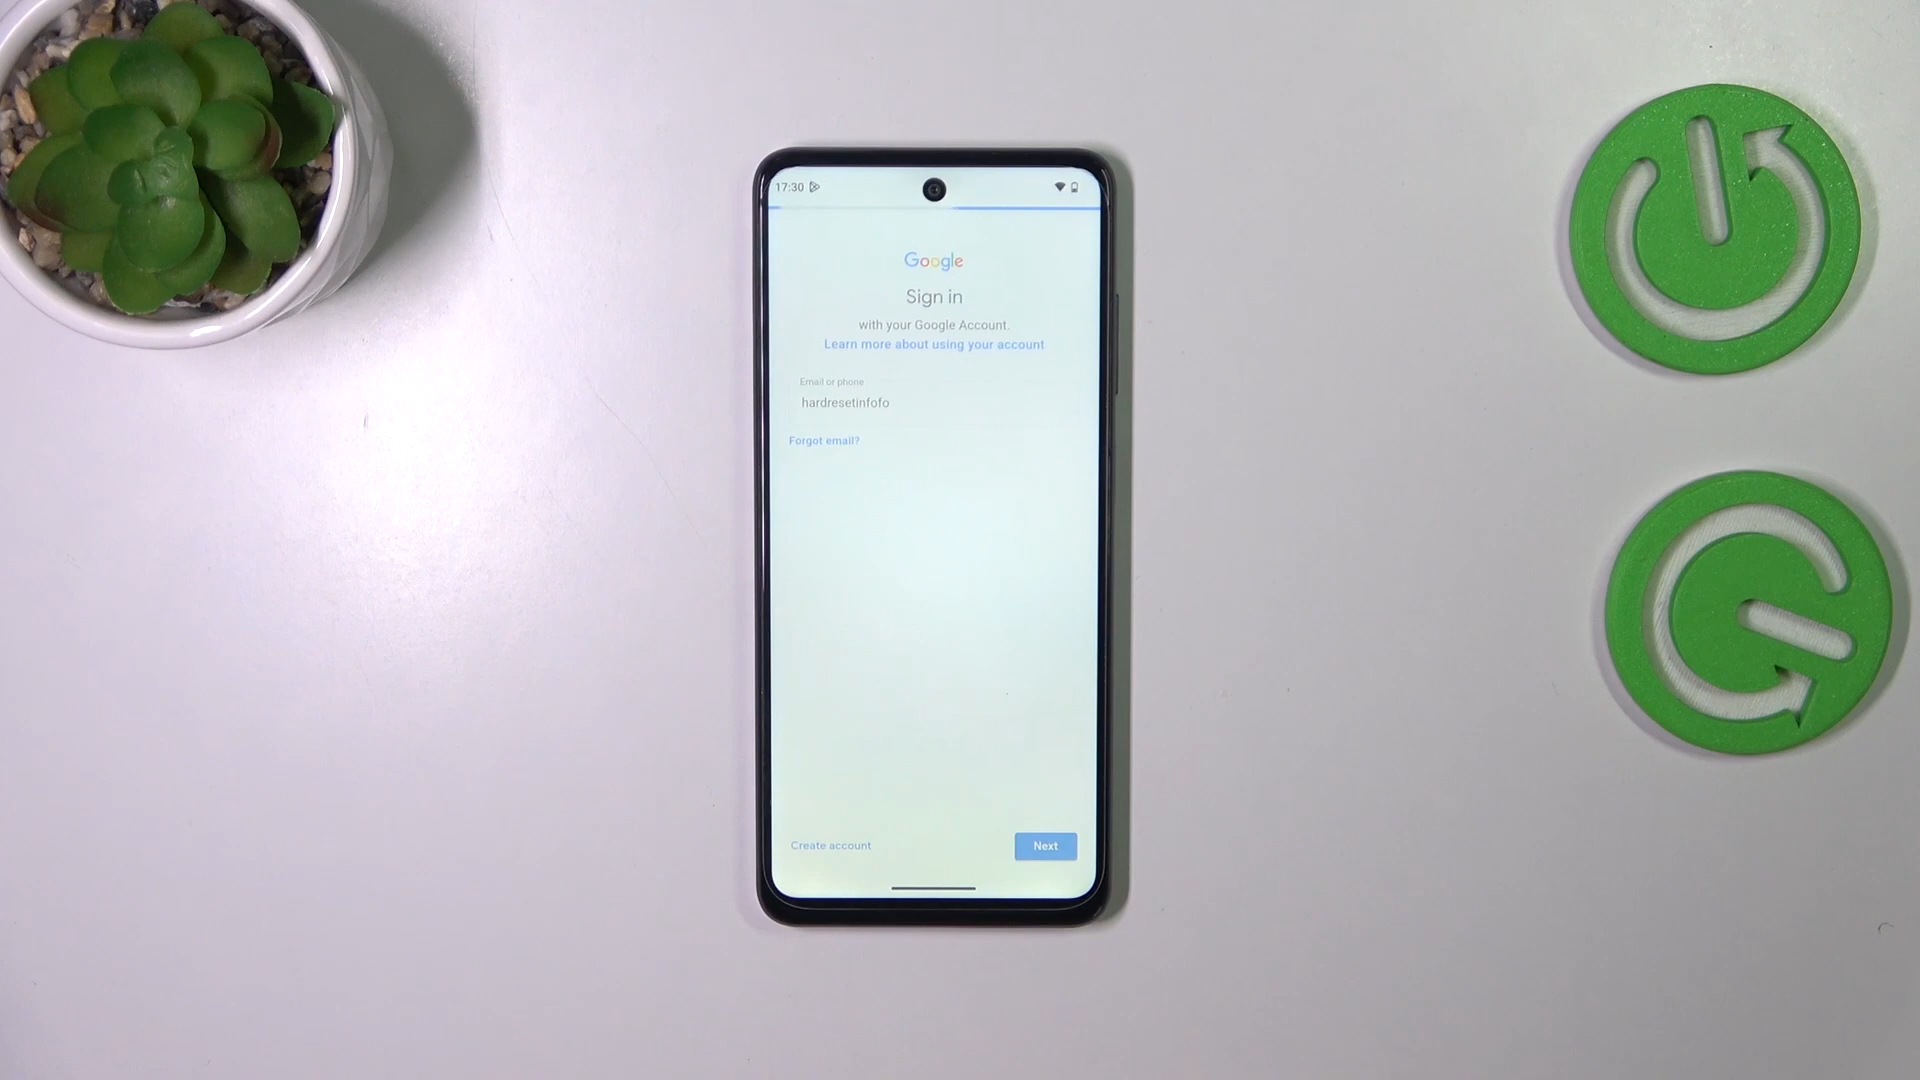 17:30
Google
Sign in
with your Google Account.
Learn more about using your account
Email or phone
hardresetinfofo
Forgot email?
Create account
Next